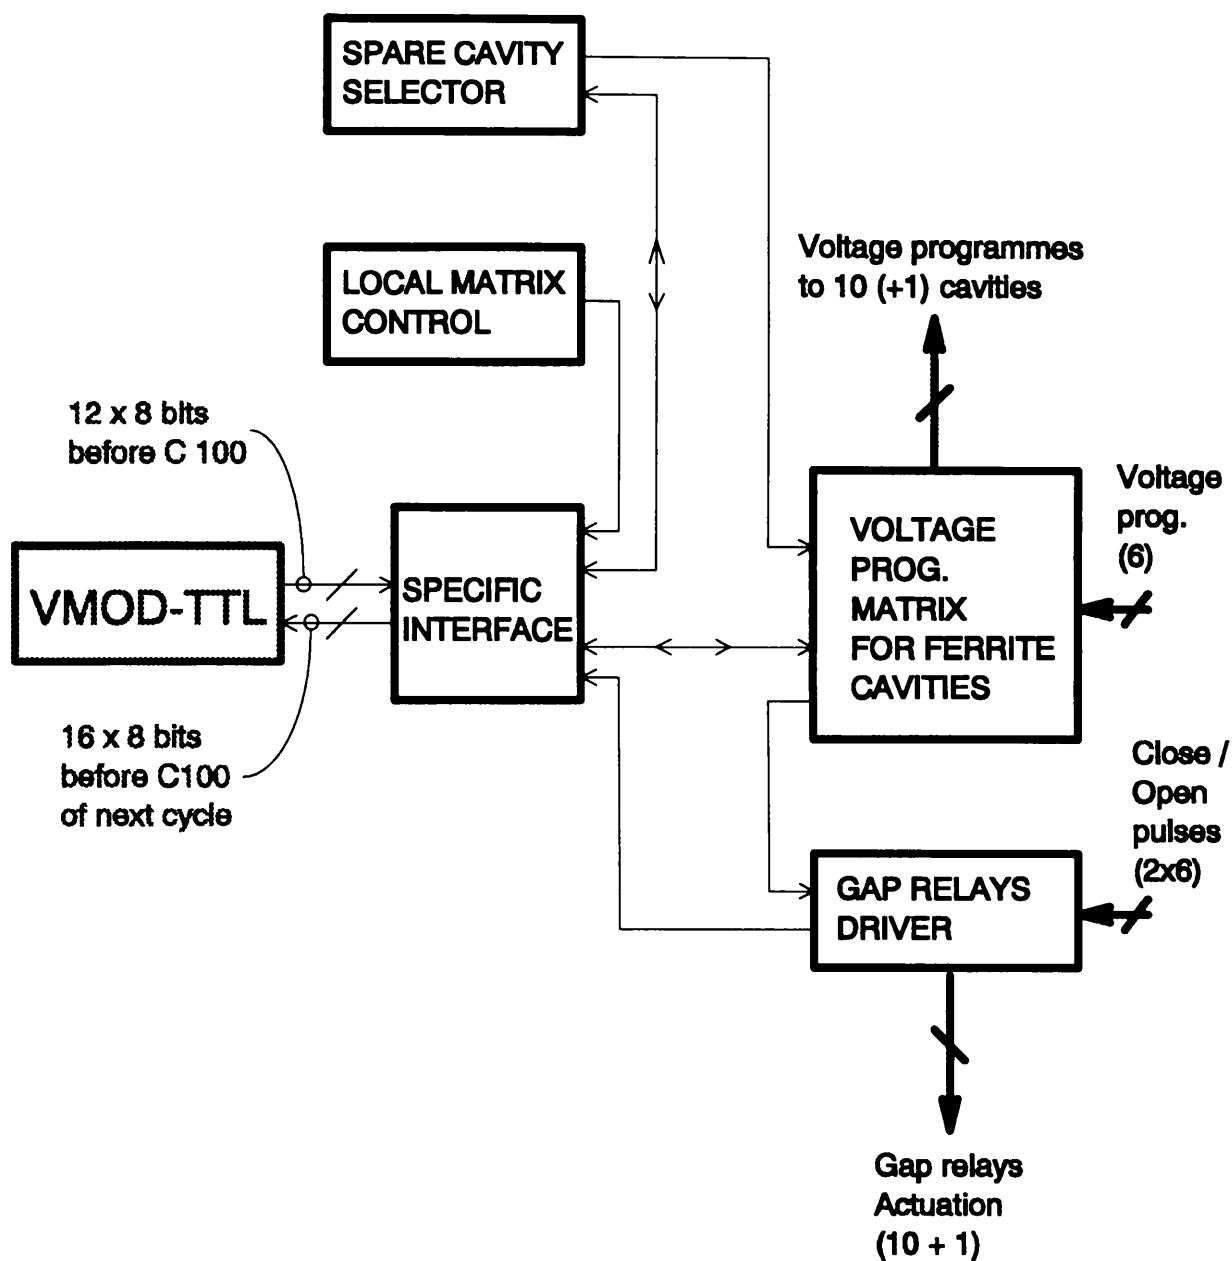 SPARE CAVITY
SELECTOR
Voltage programmes
to 10 (+1) cavities
LOCAL MATRIX
CONTROL
12 x 8 bits
before C 100
Voltage
prog.
(6)
VOLTAGE
PROG.
MATRIX
FOR FERRITE
CAVITIES
VMOD-TTL
SPECIFIC
INTERFACE
16 x 8 bits
before C100
of next cycle
Close /
Open
pulses
(2x6)
GAP RELAYS
DRIVER
Gap relays
Actuation
(10 + 1)